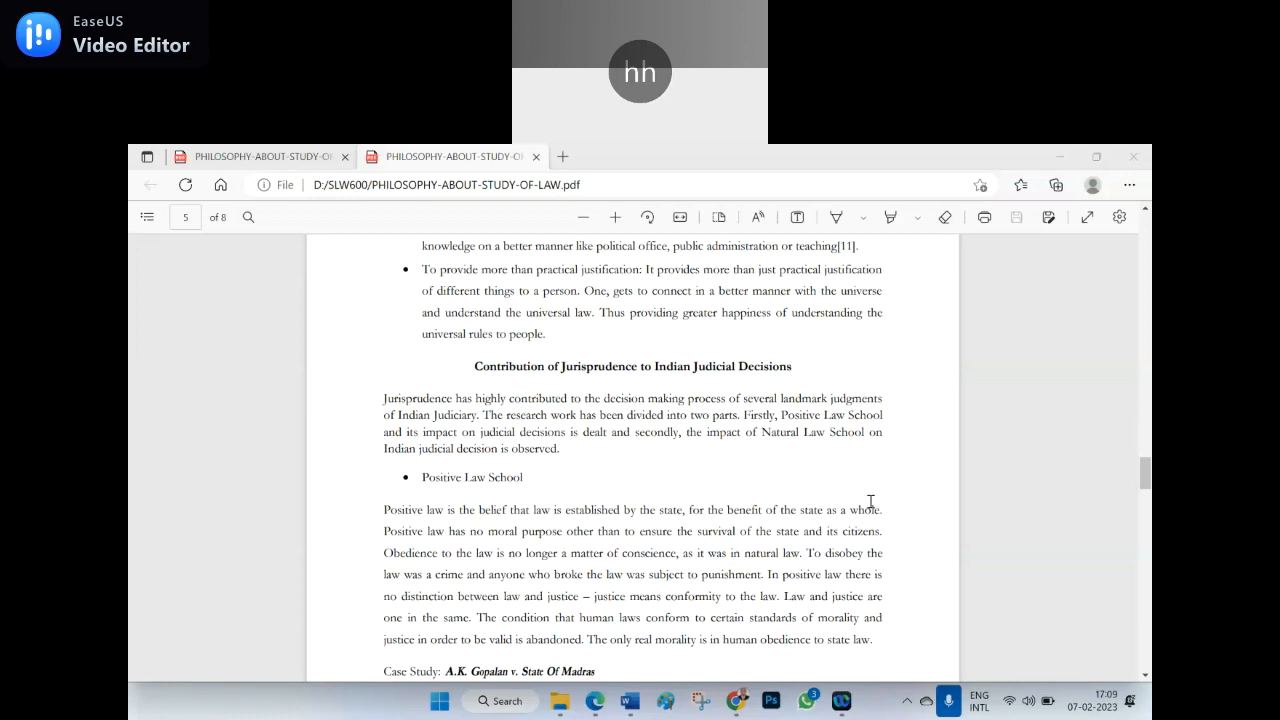 EaseUS
Video Editor
hh
PHILOSOPHY-ABOUT-STUDY-OF
PHILOSOPHY-ABOUT-STUDY-OF
File D:/SLW600/PHILOSOPHY-ABOUT-STUDY-OF-LAW.pdf
5 of 8
knowledge on a better manner like political office, public administration or teaching[11].
• To provide more than practical justification: It provides more than just practical justification
of different things to a person. One, gets to connect in a better manner with the universe
and understand the universal law. Thus providing greater happiness of understanding the
universal rules to people.
Contribution of Jurisprudence to Indian Judicial Decisions
Jurisprudence has highly contributed to the decision making process of several landmark judgments
of Indian Judiciary. The research work has been divided into two parts. Firstly, Positive Law School
and its impact on judicial decisions is dealt and secondly, the impact of Natural Law School on
Indian judicial decision is observed.
• Positive Law School
Positive law is the belief that law is established by the state, for the benefit of the state as a whole.
Positive law has no moral purpose other than to ensure the survival of the state and its citizens.
Obedience to the law is no longer a matter of conscience, as it was in natural law. To disobey the
law was a crime and anyone who broke the law was subject to punishment. In positive law there is
no distinction between law and justice – justice means conformity to the law. Law and justice are
one in the same. The condition that human laws conform to certain standards of morality and
justice in order to be valid is abandoned. The only real morality is in human obedience to state law.
Case Study: A.K. Gopalan v. State Of Madras
Search
3
ENG
INTL
17:09
07-02-2023